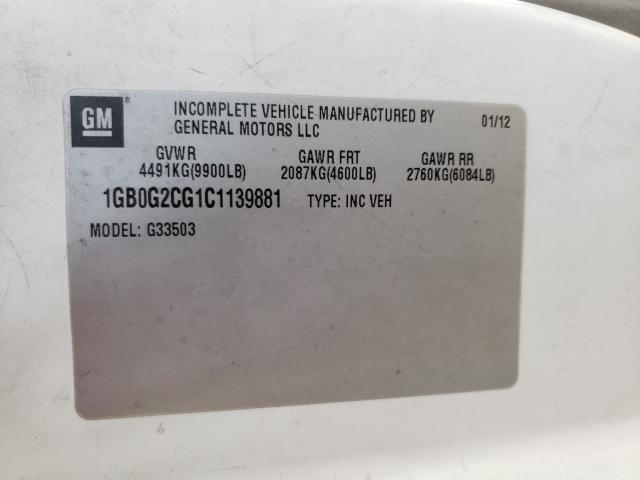 GM®
INCOMPLETE VEHICLE MANUFACTURED BY
GENERAL MOTORS LLC
01/12
GVWR GAWR FRT GAWR RR
4491KG(9900LB) 2087KG(4600LB) 2760KG(6084LB)
1GB0G2CG1C1139881 TYPE: INC VEH
MODEL: G33503